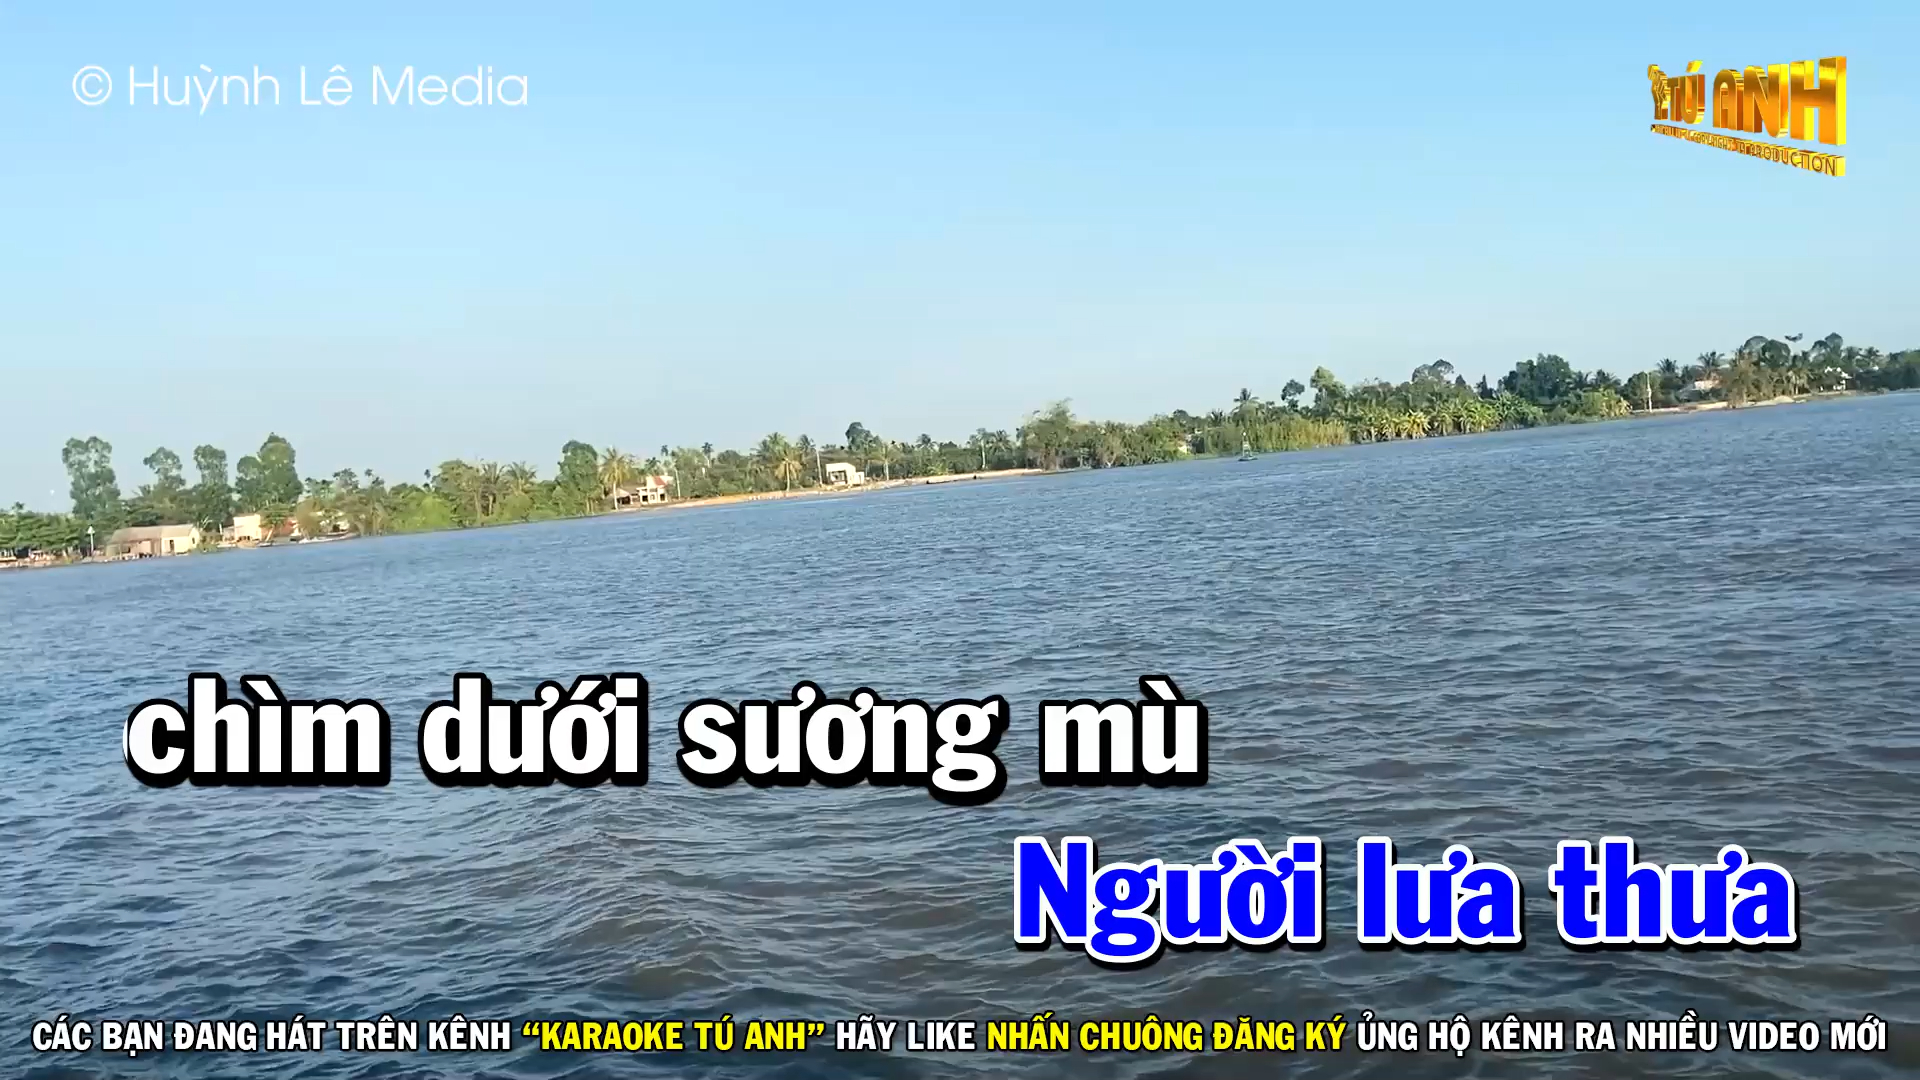 © Huỳnh Lê Media
TÚ ANH
PRODUCTION
chìm dưới sương mù
Người lưa thưa
CÁC BẠN ĐANG HÁT TRÊN KÊNH “KARAOKE TÚ ANH” HÃY LIKE NHẤN CHUÔNG ĐĂNG KÝ ỦNG HỘ KÊNH RA NHIỀU VIDEO MỚI